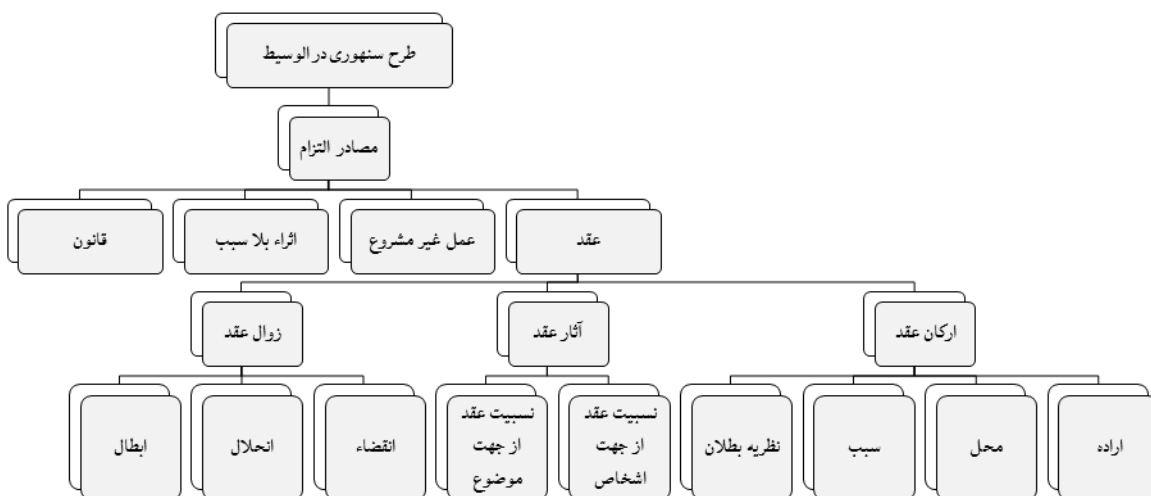 طرح سنهوری در الوسیط
مصادر التزام
عقد
عمل غیر مشروع
اثراء بلا سبب
قانون
ارکان عقد
آثار عقد
زوال عقد
اراده
محل
سبب
نظریه بطلان
نسبیت عقد
از جهت
اشخاص
نسبیت عقد
از جهت
موضوع
انقضاء
انحلال
ابطال